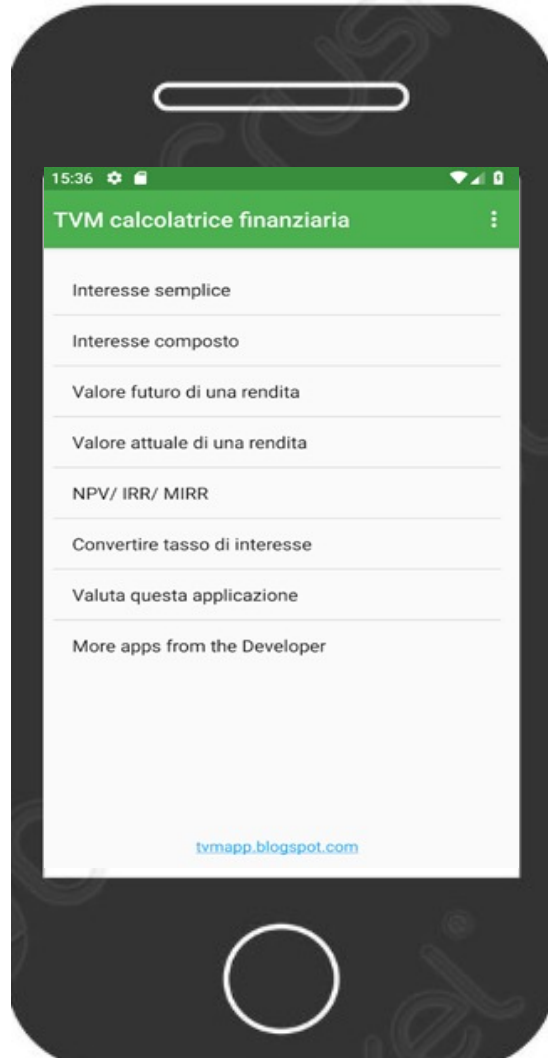 15:36
TVM calcolatrice finanziaria
Interesse semplice
Interesse composto
Valore futuro di una rendita
Valore attuale di una rendita
NPV/ IRR/ MIRR
Convertire tasso di interesse
Valuta questa applicazione
More apps from the Developer
tvmapp.blogspot.com